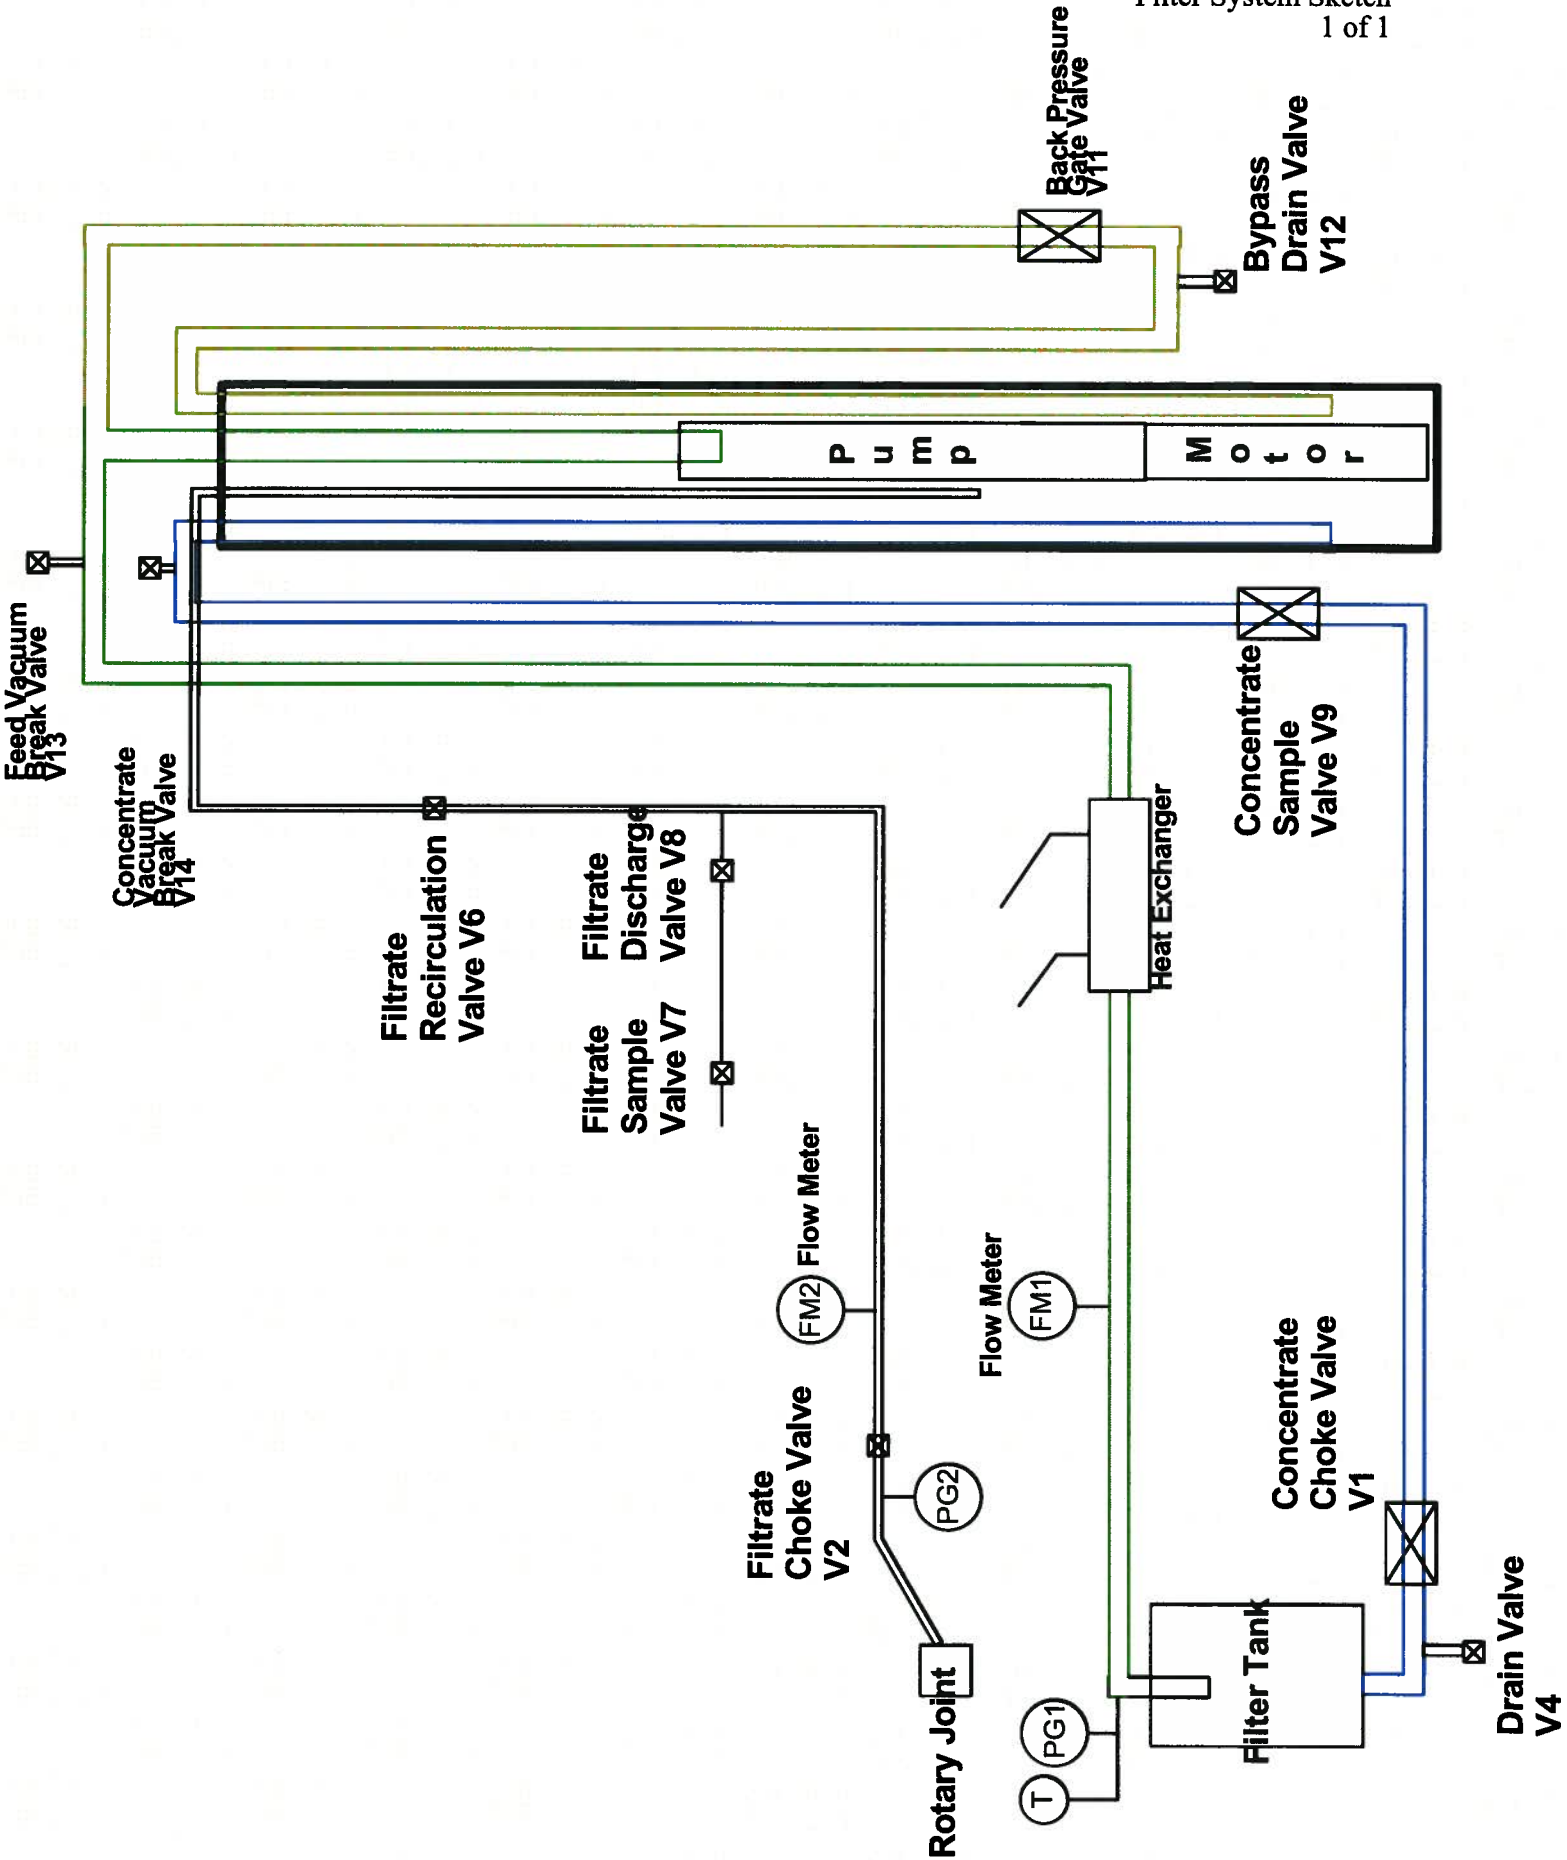 Filter System Sketch
1 of 1
Back Pressure
Gate Valve
V11
Bypass
Drain Valve
V12
Pump
Motor
Feed Vacuum
Break Valve
V13
Concentrate
Vacuum
Break Valve
V14
Filtrate
Recirculation
Valve V6
Filtrate
Discharge
Valve V8
Filtrate
Sample
Valve V7
Concentrate
Sample
Valve V9
Heat Exchanger
FM2
Flow Meter
Flow Meter
FM1
Filtrate
Choke Valve
V2
PG2
Concentrate
Choke Valve
V1
Rotary Joint
PG1
T
Filter Tank
Drain Valve
V4